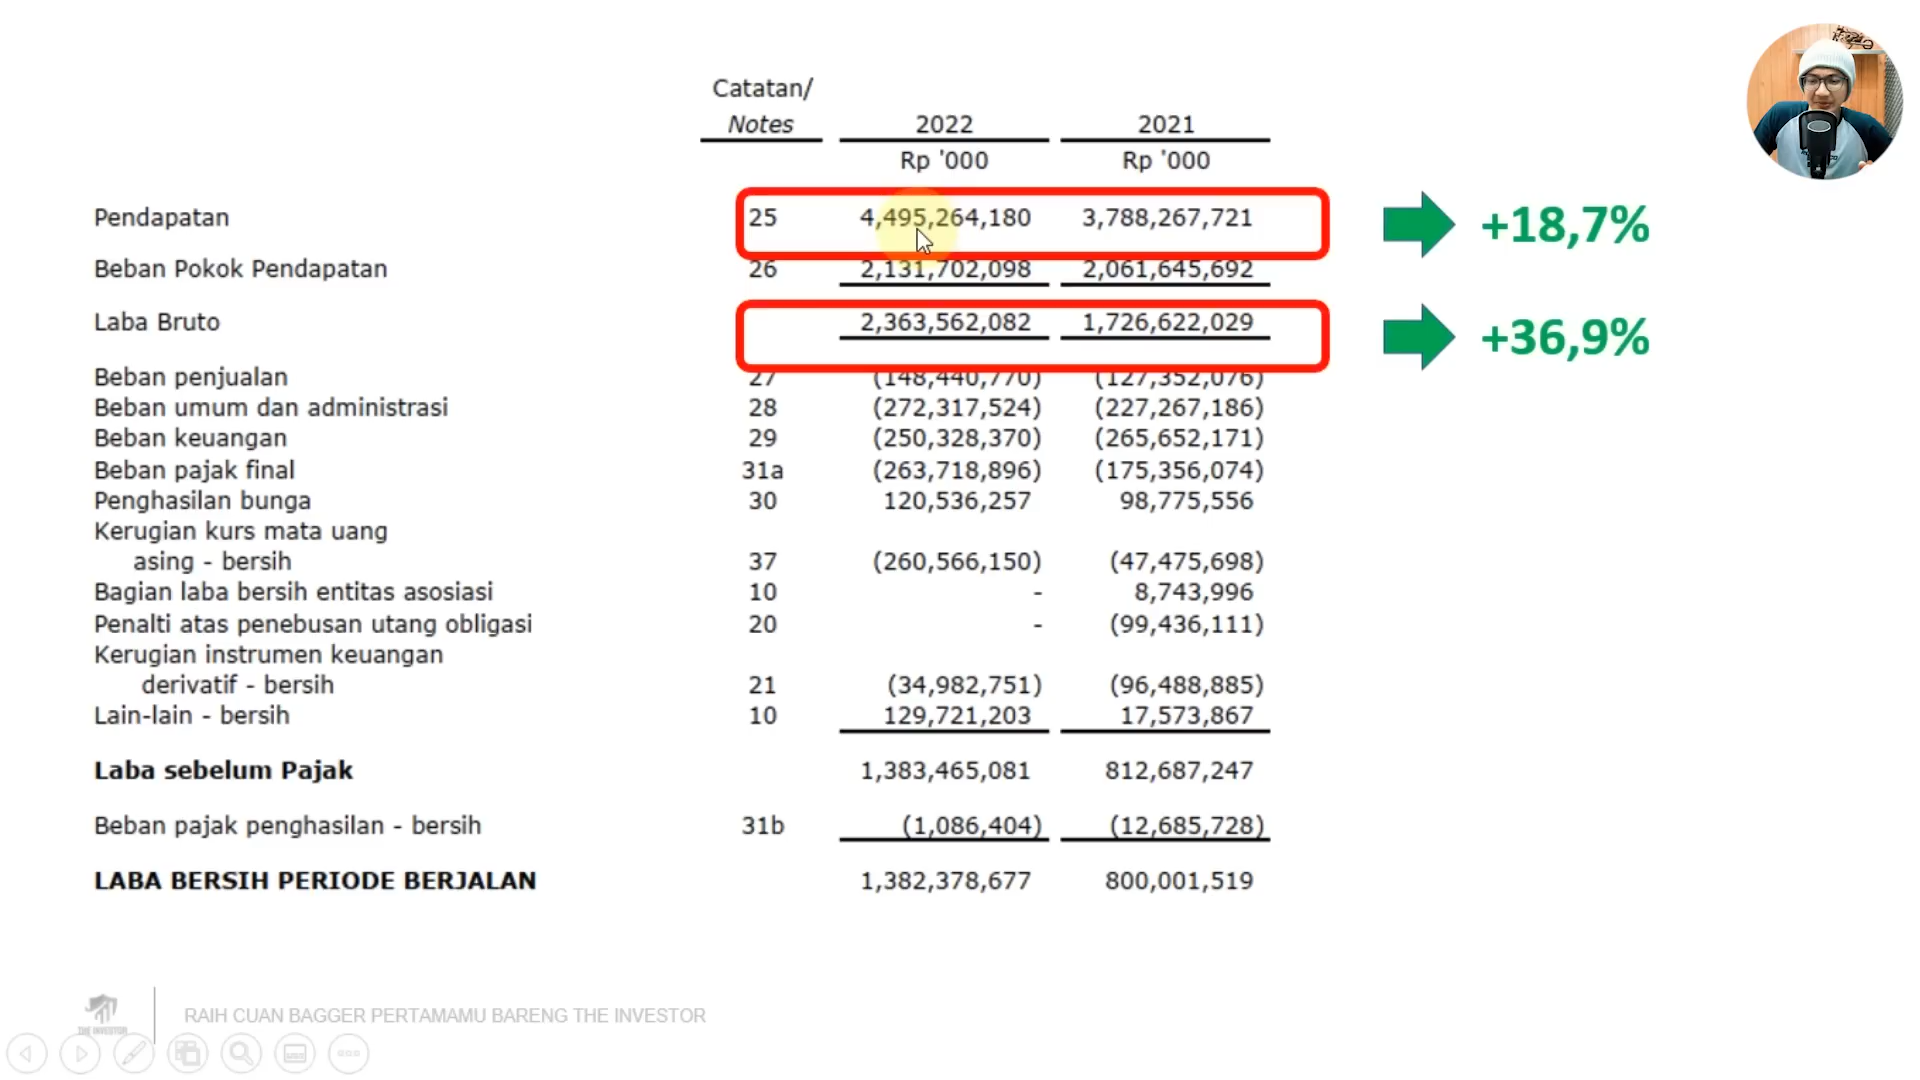 Catatan/
Notes 2022 2021
Rp '000 Rp '000
Pendapatan 25 4,495,264,180 3,788,267,721 +18,7%
Beban Pokok Pendapatan 26 2,131,702,098 2,061,645,692
Laba Bruto 2,363,562,082 1,726,622,029 +36,9%
Beban penjualan 27 (148,440,770) (127,352,076)
Beban umum dan administrasi 28 (272,317,524) (227,267,186)
Beban keuangan 29 (250,328,370) (265,652,171)
Beban pajak final 31a (263,718,896) (175,356,074)
Penghasilan bunga 30 120,536,257 98,775,556
Kerugian kurs mata uang
asing - bersih 37 (260,566,150) (47,475,698)
Bagian laba bersih entitas asosiasi 10 - 8,743,996
Penalti atas penebusan utang obligasi 20 - (99,436,111)
Kerugian instrumen keuangan
derivatif - bersih 21 (34,982,751) (96,488,885)
Lain-lain - bersih 10 129,721,203 17,573,867
Laba sebelum Pajak 1,383,465,081 812,687,247
Beban pajak penghasilan - bersih 31b (1,086,404) (12,685,728)
LABA BERSIH PERIODE BERJALAN 1,382,378,677 800,001,519
THE INVESTOR
RAIH CUAN BAGGER PERTAMAMU BARENG THE INVESTOR